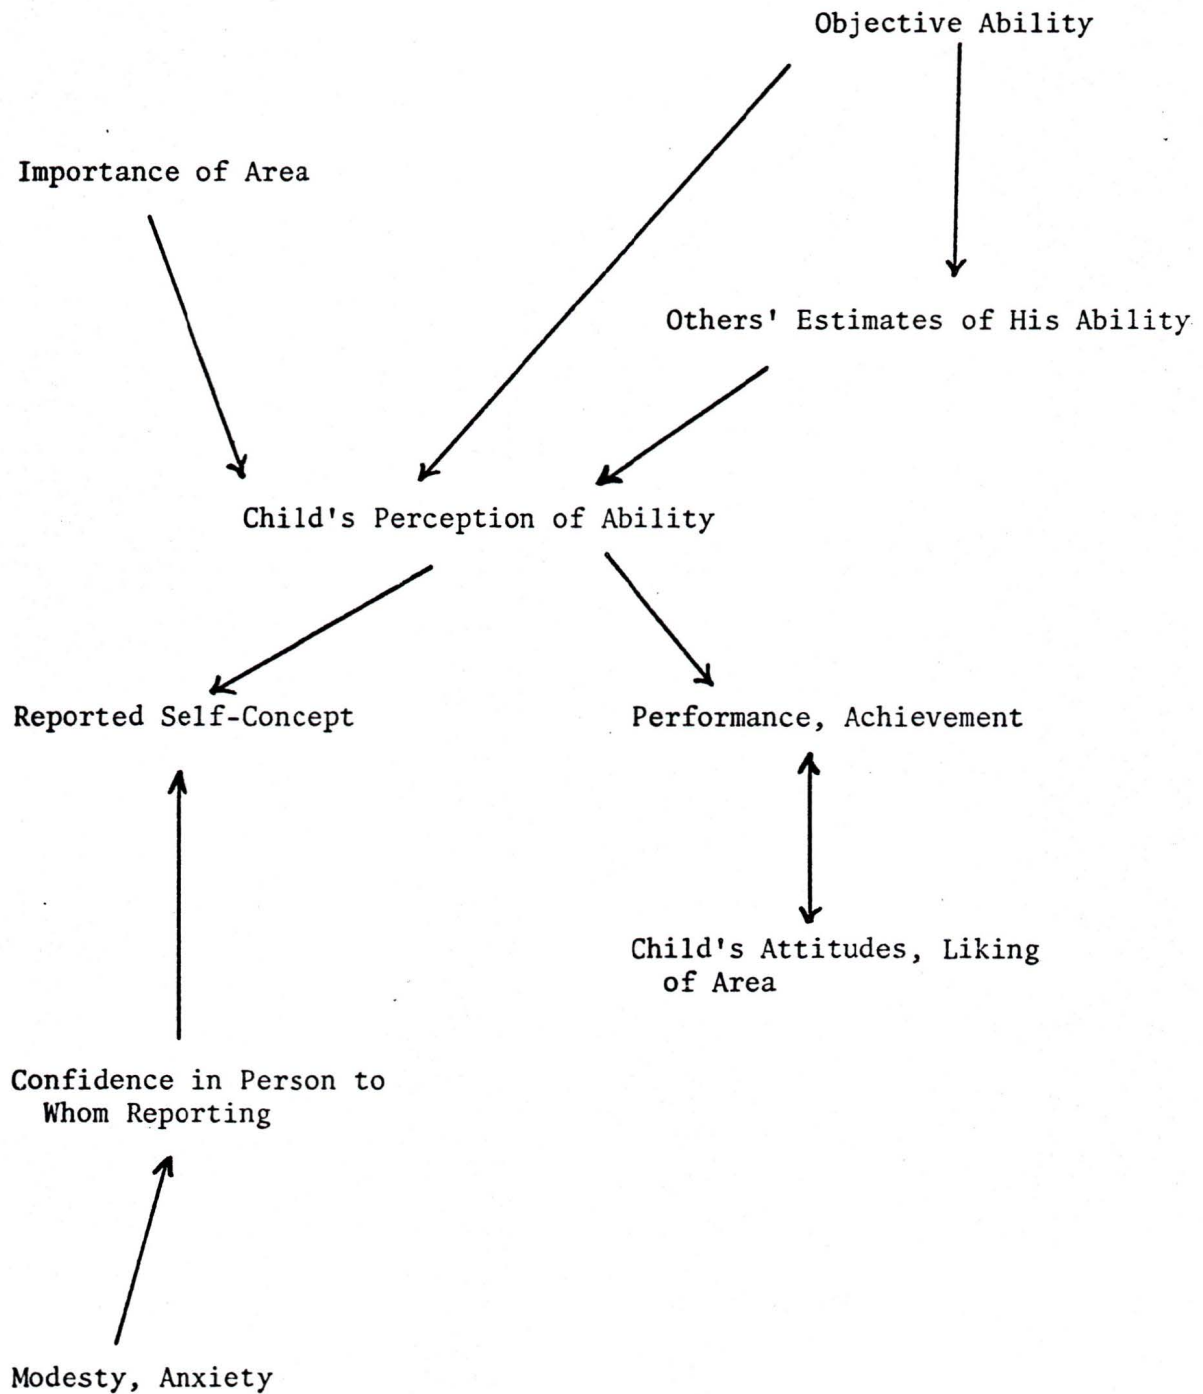 Objective Ability
Importance of Area
Others' Estimates of His Ability
Child's Perception of Ability
Reported Self-Concept
Performance, Achievement
Child's Attitudes, Liking
of Area
Confidence in Person to
Whom Reporting
Modesty, Anxiety